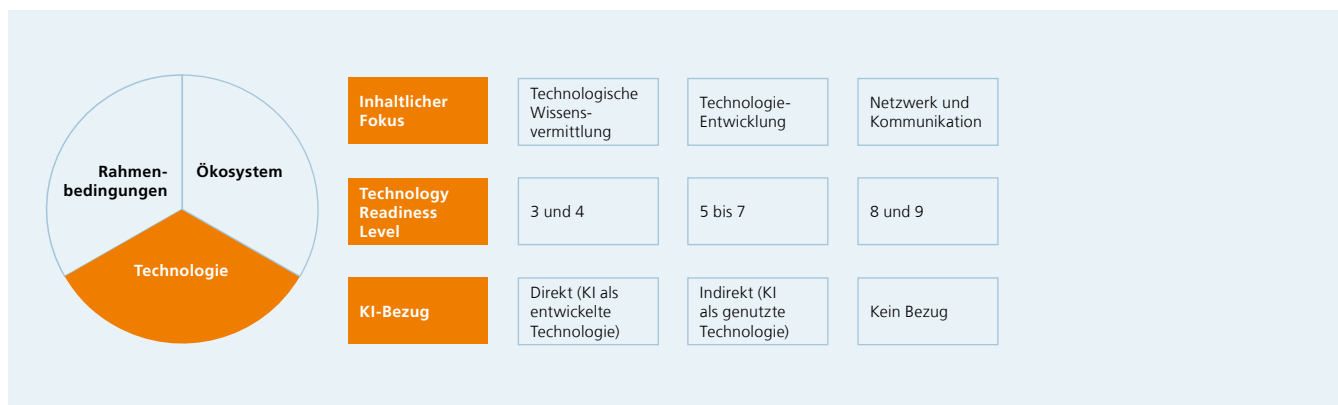 Rahmen-
bedingungen
Ökosystem
Technologie
Inhaltlicher
Fokus
Technologische
Wissens-
vermittlung
Technologie-
Entwicklung
Netzwerk und
Kommunikation
Technology
Readiness
Level
3 und 4
5 bis 7
8 und 9
KI-Bezug
Direkt (KI als
entwickelte
Technologie)
Indirekt (KI
als genutzte
Technologie)
Kein Bezug